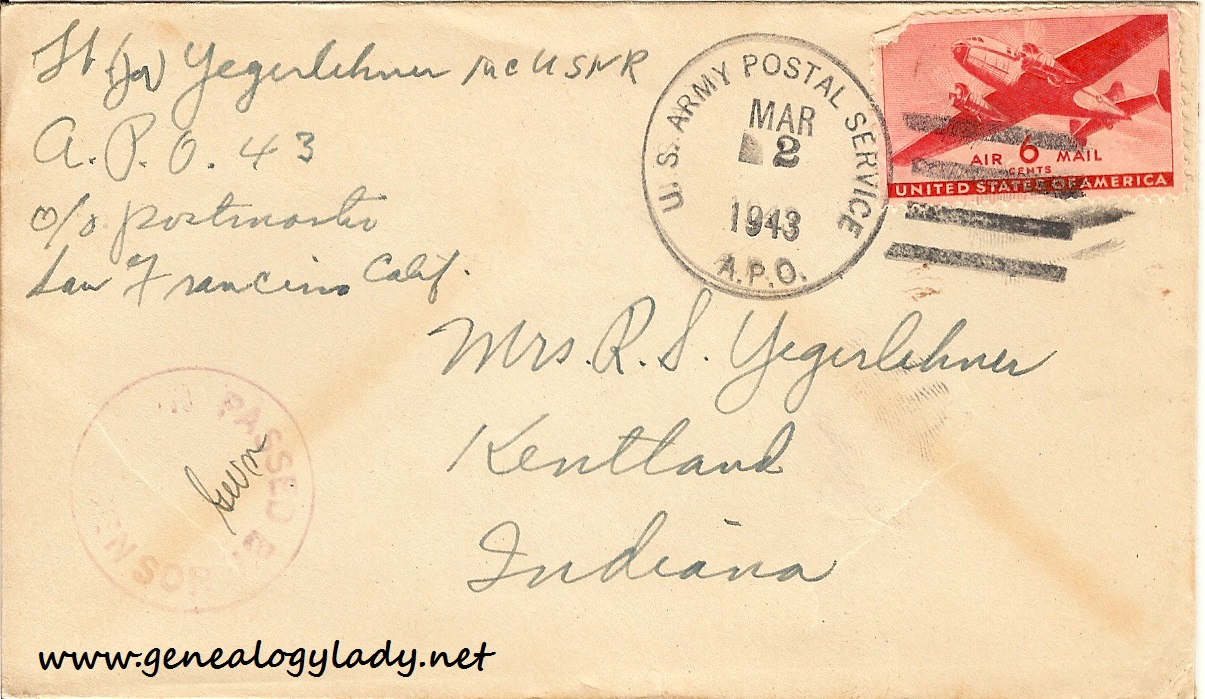 Lt (jg) Yegerlehner MC USNR
A.P.O. 43
c/o Postmaster
San Francisco Calif.
U.S. ARMY POSTAL SERVICE
MAR
2
1943
A.P.O.
AIR 6 MAIL
CENTS
UNITED STATES OF AMERICA
Mrs. R. S. Yegerlehner
Kentland
Indiana
PASSED
www.genealogylady.net